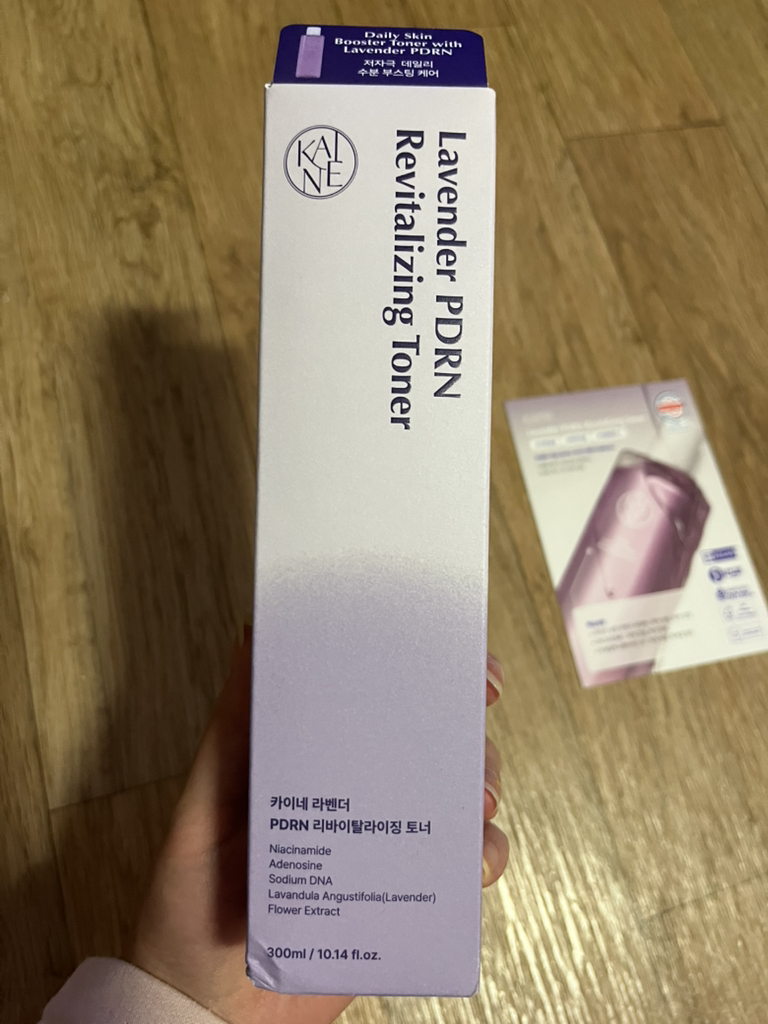 Daily Skin
Booster Toner with
Lavender PDRN
저자극 데일리
수분 부스팅 케어
KAINE
Lavender PDRN
Revitalizing Toner
카이네 라벤더
PDRN 리바이탈라이징 토너
Niacinamide
Adenosine
Sodium DNA
Lavandula Angustifolia(Lavender)
Flower Extract
300ml / 10.14 fl.oz.